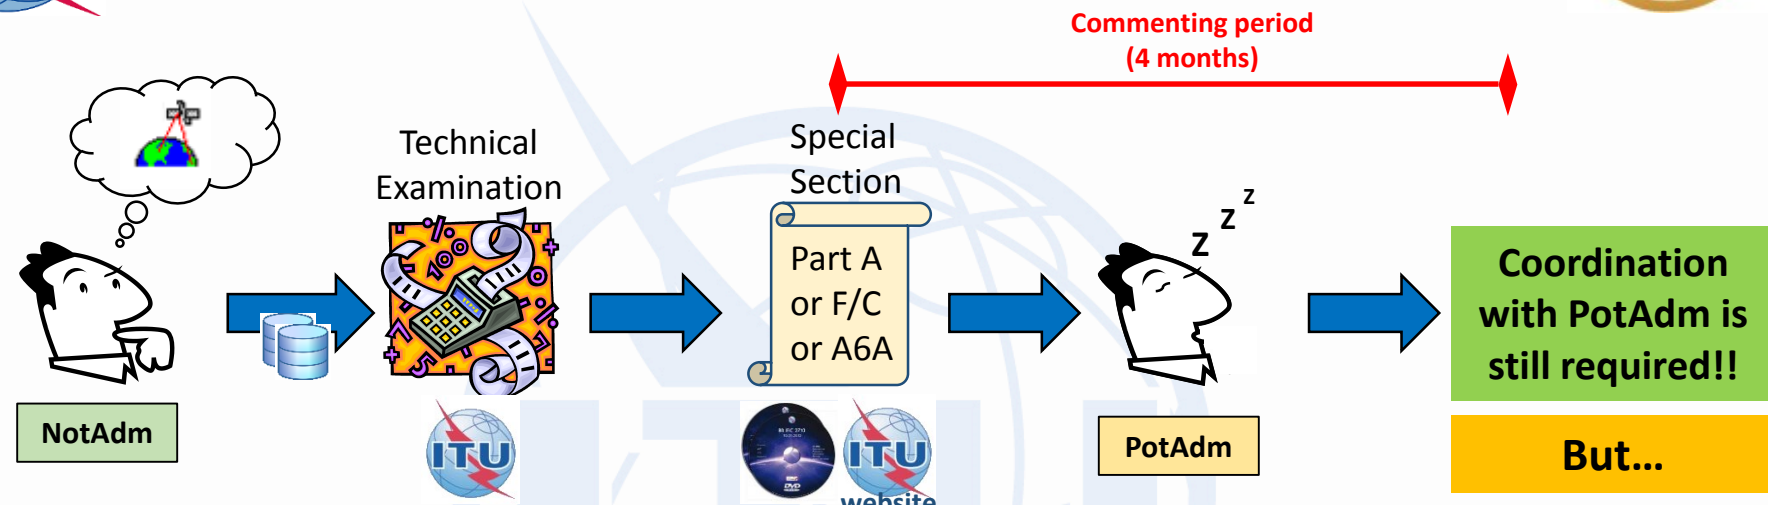 Commenting period
(4 months)
Technical
Examination
Special
Section
Part A
or F/C
or A6A
Z
Z
Z
Coordination
with PotAdm is
still required!!
NotAdm
ITU
ITU
website
PotAdm
But...